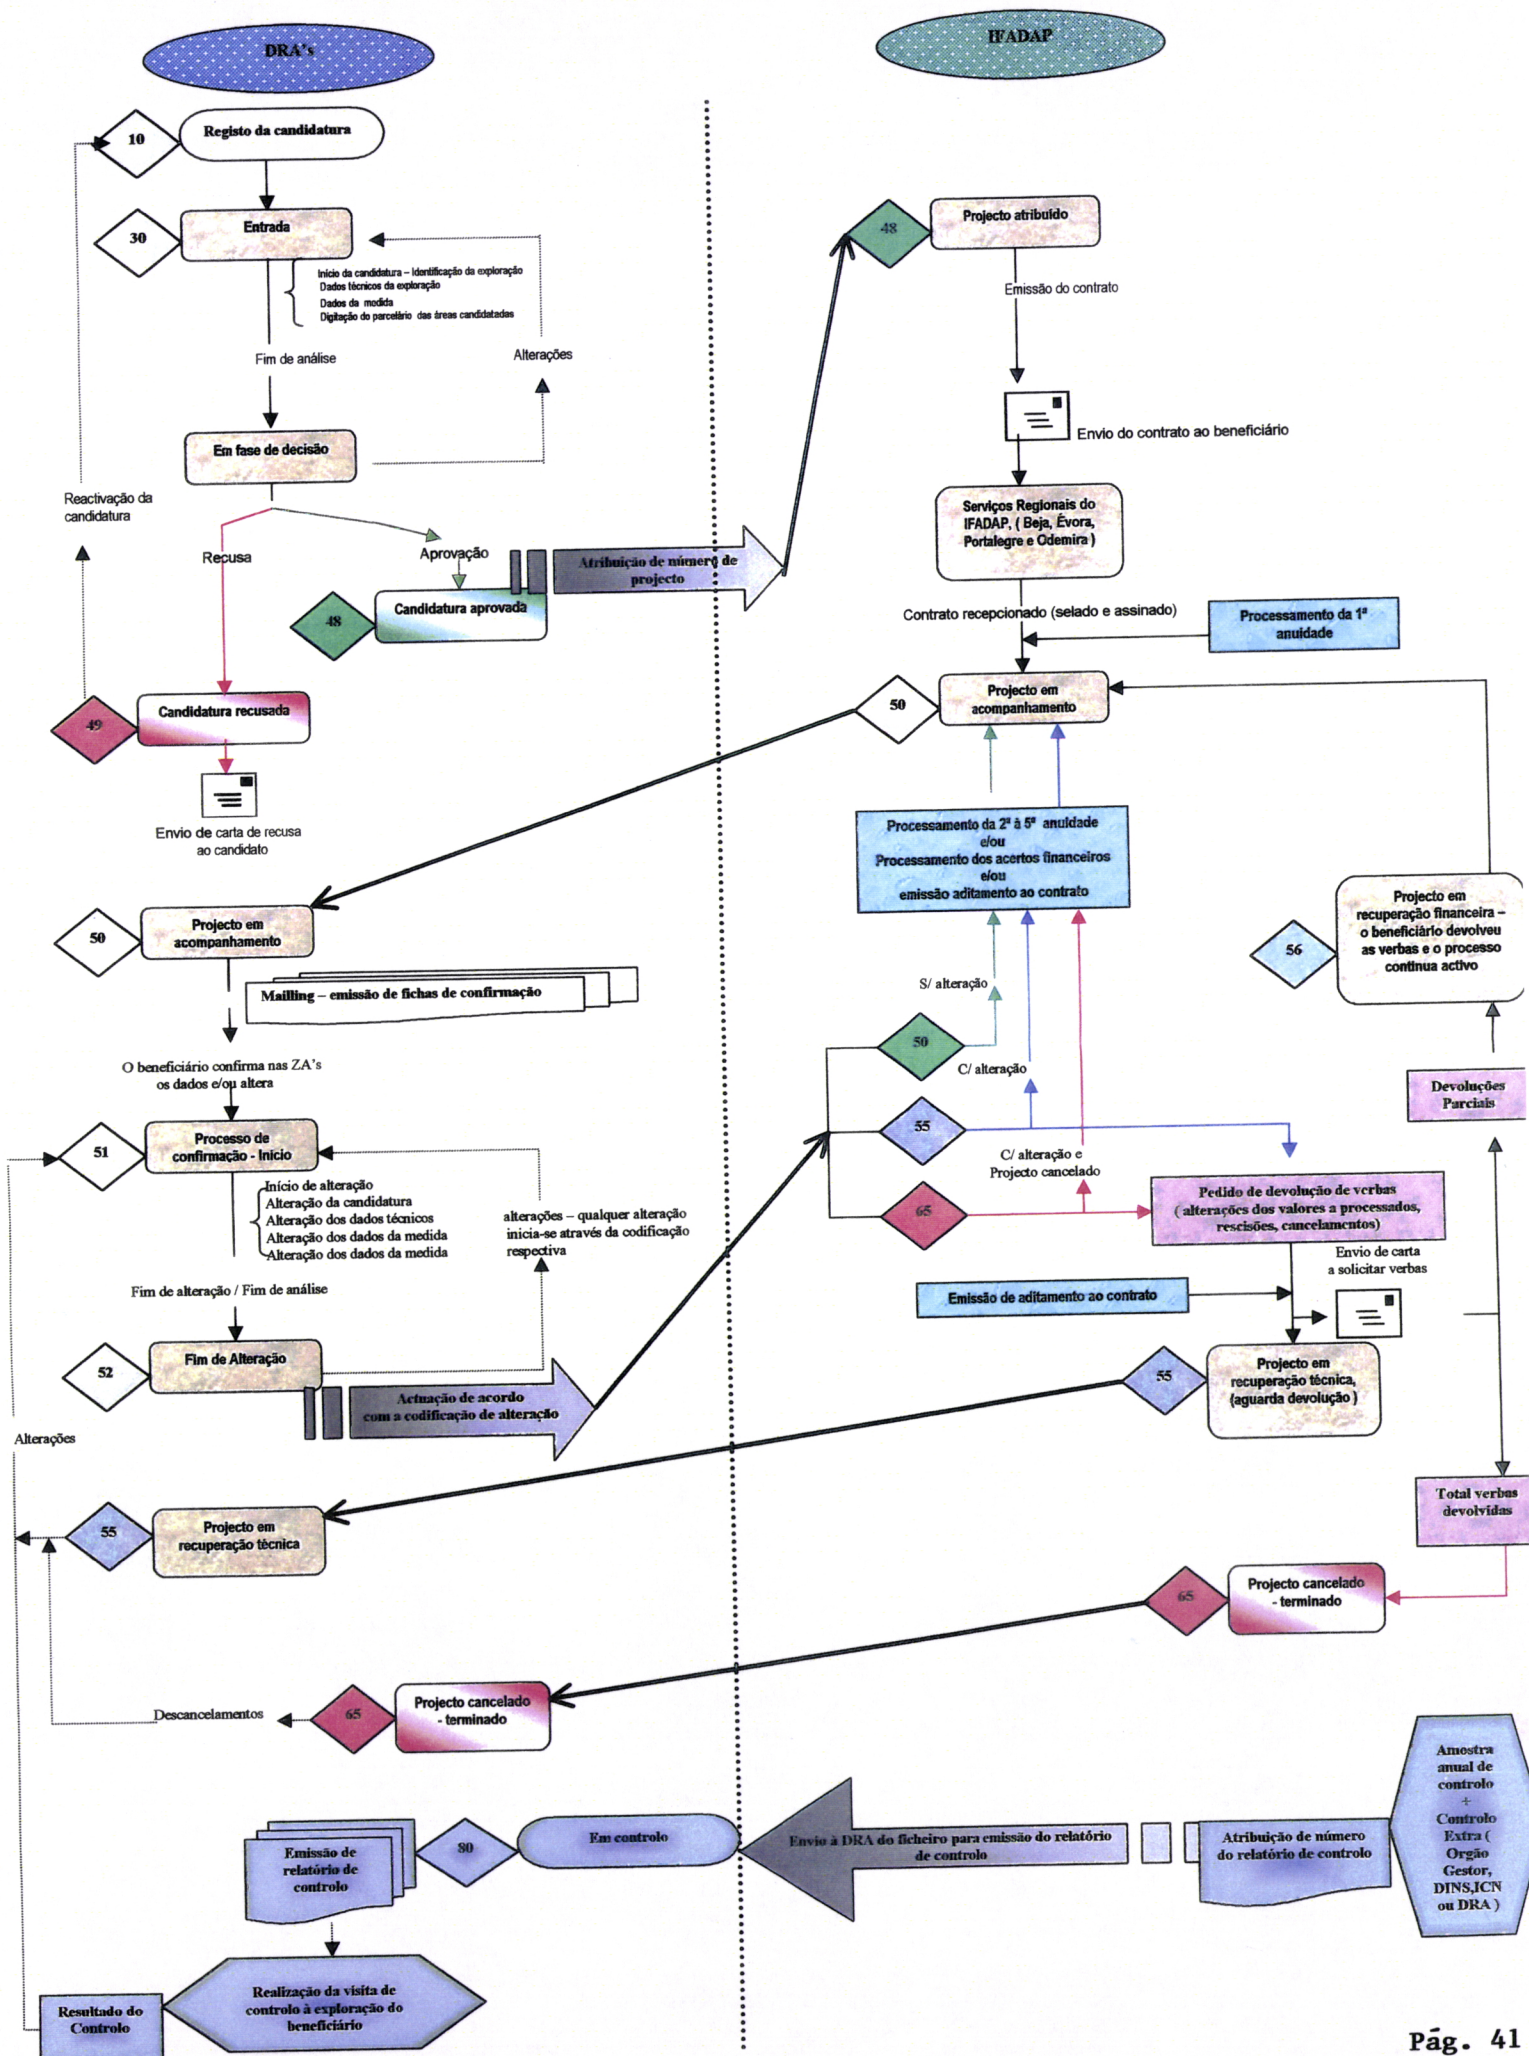 DRA's
IFADAP
10
Registo da candidatura
30
Entrada
Início da candidatura – Identificação da exploração
Dados técnicos da exploração
Dados da medida
Digitação do parcelário das áreas candidatadas
Fim de análise
Alterações
Em fase de decisão
Reactivação da
candidatura
Recusa
Aprovação
48
Candidatura aprovada
Atribuição de número de
projecto
49
Candidatura recusada
Envio de carta de recusa
ao candidato
48
Projecto atribuído
Emissão do contrato
Envio do contrato ao beneficiário
Serviços Regionais do
IFADAP, ( Beja, Évora,
Portalegre e Odemira )
Contrato recepcionado (selado e assinado)
Processamento da 1ª
anuidade
50
Projecto em
acompanhamento
Processamento da 2ª à 5ª anuidade
e/ou
Processamento dos acertos financeiros
e/ou
emissão aditamento ao contrato
56
Projecto em
recuperação financeira –
o beneficiário devolveu
as verbas e o processo
continua activo
50
Projecto em
acompanhamento
Mailling – emissão de fichas de confirmação
O beneficiário confirma nas ZA's
os dados e/ou altera
51
Processo de
confirmação - Início
Início de alteração
Alteração da candidatura
Alteração dos dados técnicos
Alteração dos dados da medida
Alteração dos dados da medida
alterações – qualquer alteração
inicia-se através da codificação
respectiva
Fim de alteração / Fim de análise
52
Fim de Alteração
Actuação de acordo
com a codificação de alteração
S/ alteração
50
C/ alteração
55
C/ alteração e
Projecto cancelado
65
Devoluções
Parciais
Pedido de devolução de verbas
( alterações dos valores a processados,
rescisões, cancelamentos)
Envio de carta
a solicitar verbas
Emissão de aditamento ao contrato
55
Projecto em
recuperação técnica,
(aguarda devolução )
Alterações
55
Projecto em
recuperação técnica
Total verbas
devolvidas
65
Projecto cancelado
- terminado
Descancelamentos
65
Projecto cancelado
- terminado
Amostra
anual de
controlo
+
Controlo
Extra (
Orgão
Gestor,
DINS,ICN
ou DRA )
Atribuição de número
do relatório de controlo
Envio à DRA do ficheiro para emissão do relatório
de controlo
Em controlo
80
Emissão de
relatório de
controlo
Realização da visita de
controlo à exploração do
beneficiário
Resultado do
Controlo
Pág. 41